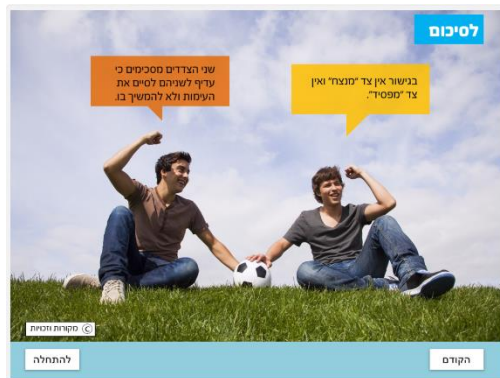 לסיכום
בגישור אין צד "מנצח" ואין
צד "מפסיד".
שני הצדדים מסכימים כי
עדיף לשניהם לסיים את
העימות ולא להמשיך בו.
מקורות וזכויות
הקודם
להתחלה